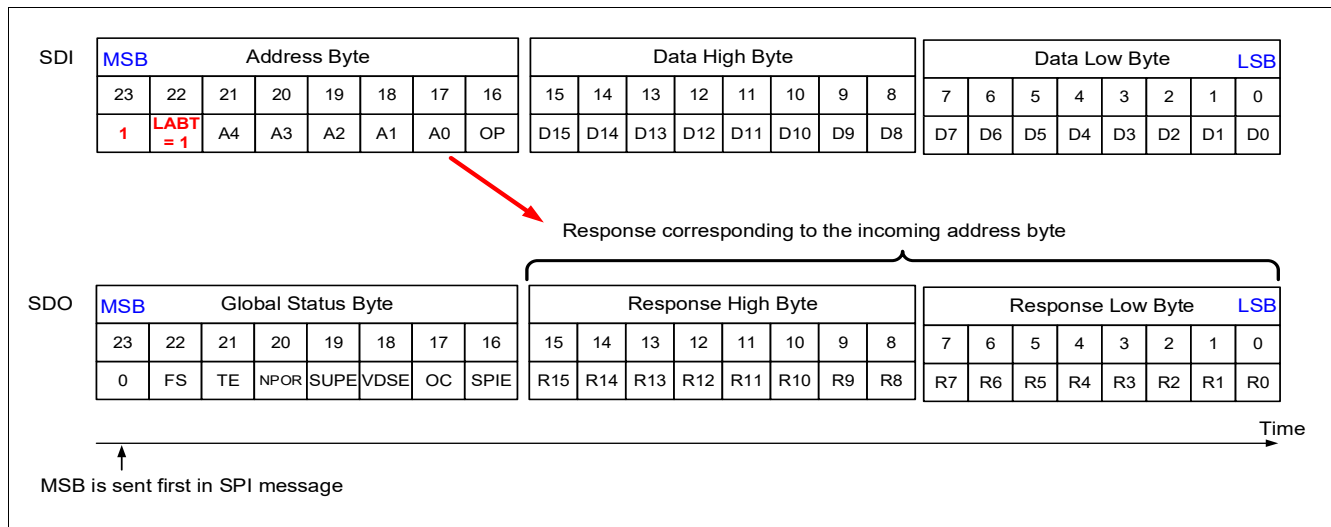 SDI
MSB Address Byte Data High Byte Data Low Byte LSB
23 22 21 20 19 18 17 16 15 14 13 12 11 10 9 8 7 6 5 4 3 2 1 0
1 LABT = 1 A4 A3 A2 A1 A0 OP D15 D14 D13 D12 D11 D10 D9 D8 D7 D6 D5 D4 D3 D2 D1 D0
Response corresponding to the incoming address byte
SDO
MSB Global Status Byte Response High Byte Response Low Byte LSB
23 22 21 20 19 18 17 16 15 14 13 12 11 10 9 8 7 6 5 4 3 2 1 0
0 FS TE NPOR SUPE VDSE OC SPIE R15 R14 R13 R12 R11 R10 R9 R8 R7 R6 R5 R4 R3 R2 R1 R0
Time
MSB is sent first in SPI message